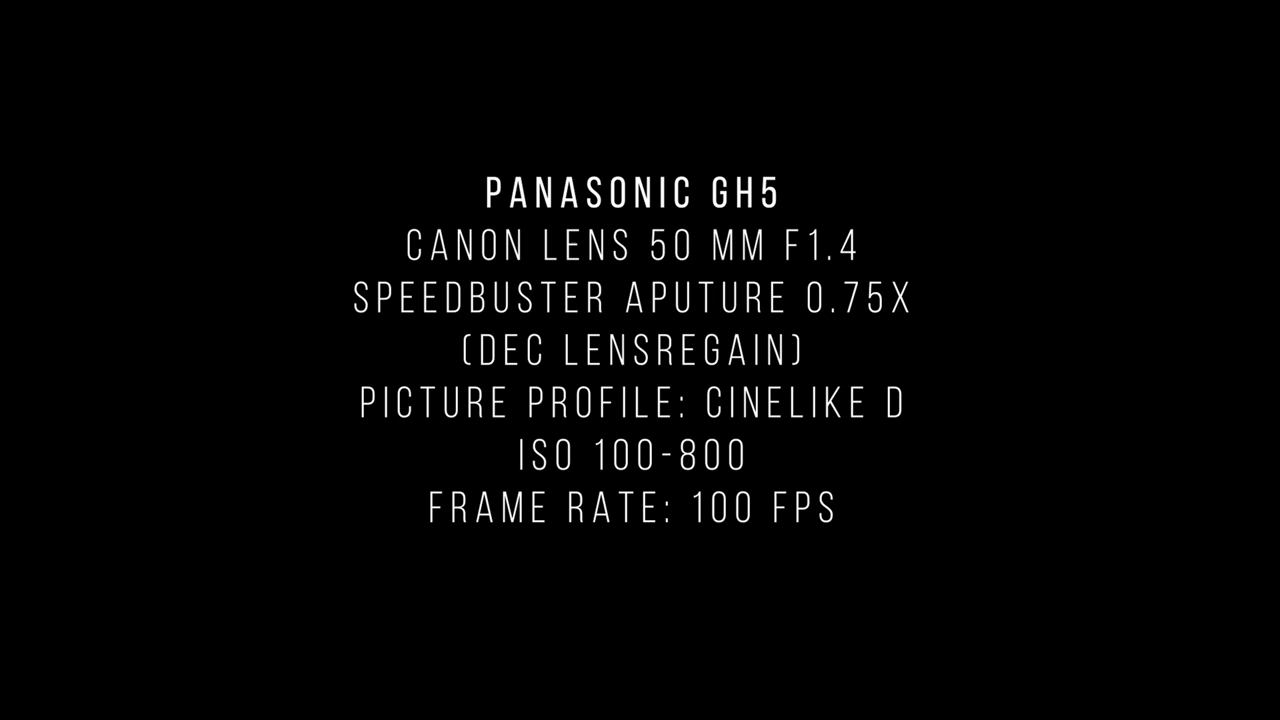 PANASONIC GH5
CANON LENS 50 MM F1.4
SPEEDBUSTER APUTURE 0.75X
(DEC LENSREGAIN)
PICTURE PROFILE: CINELIKE D
ISO 100-800
FRAME RATE: 100 FPS